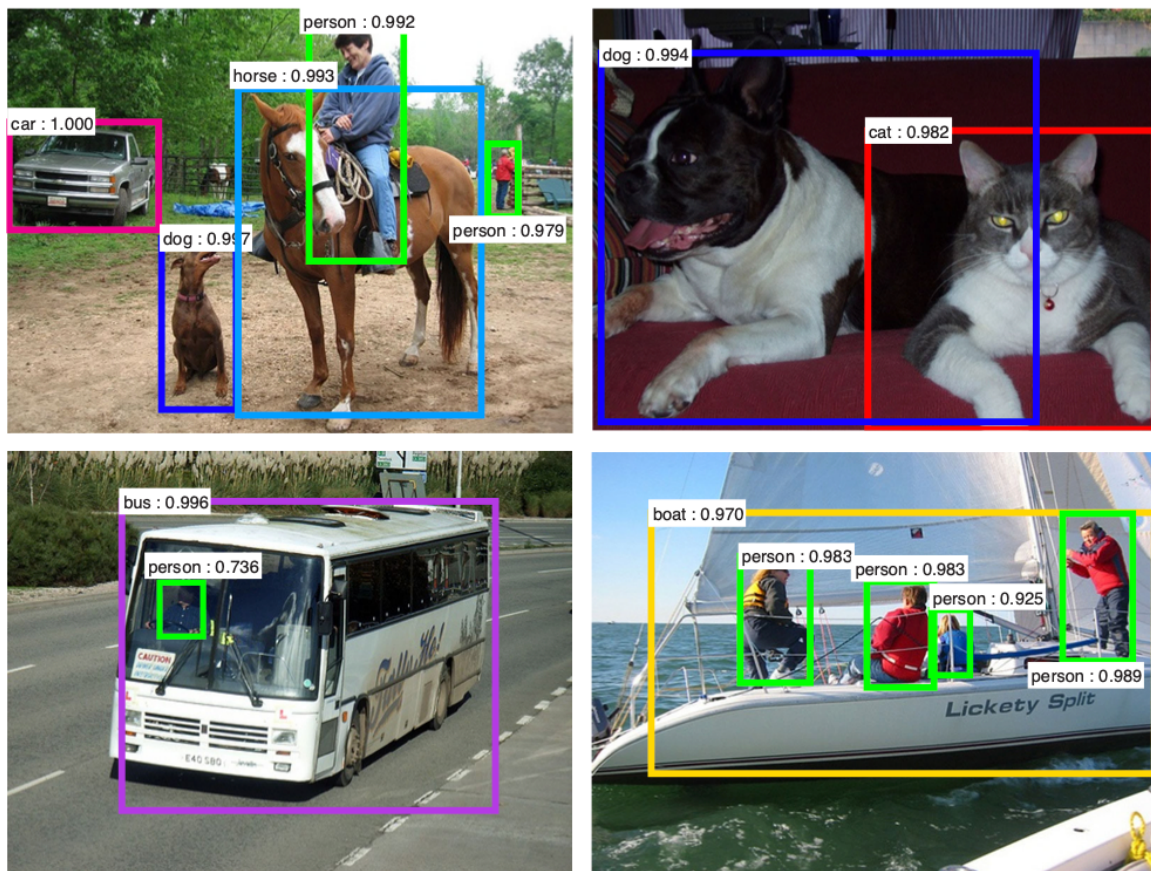 person : 0.992
horse : 0.993
car : 1.000
dog : 0.997
person : 0.979
dog : 0.994
cat : 0.982
bus : 0.996
person : 0.736
CAUTION
L
L
E40 SBO
boat : 0.970
person : 0.983
person : 0.983
person : 0.925
person : 0.989
Lickety Split